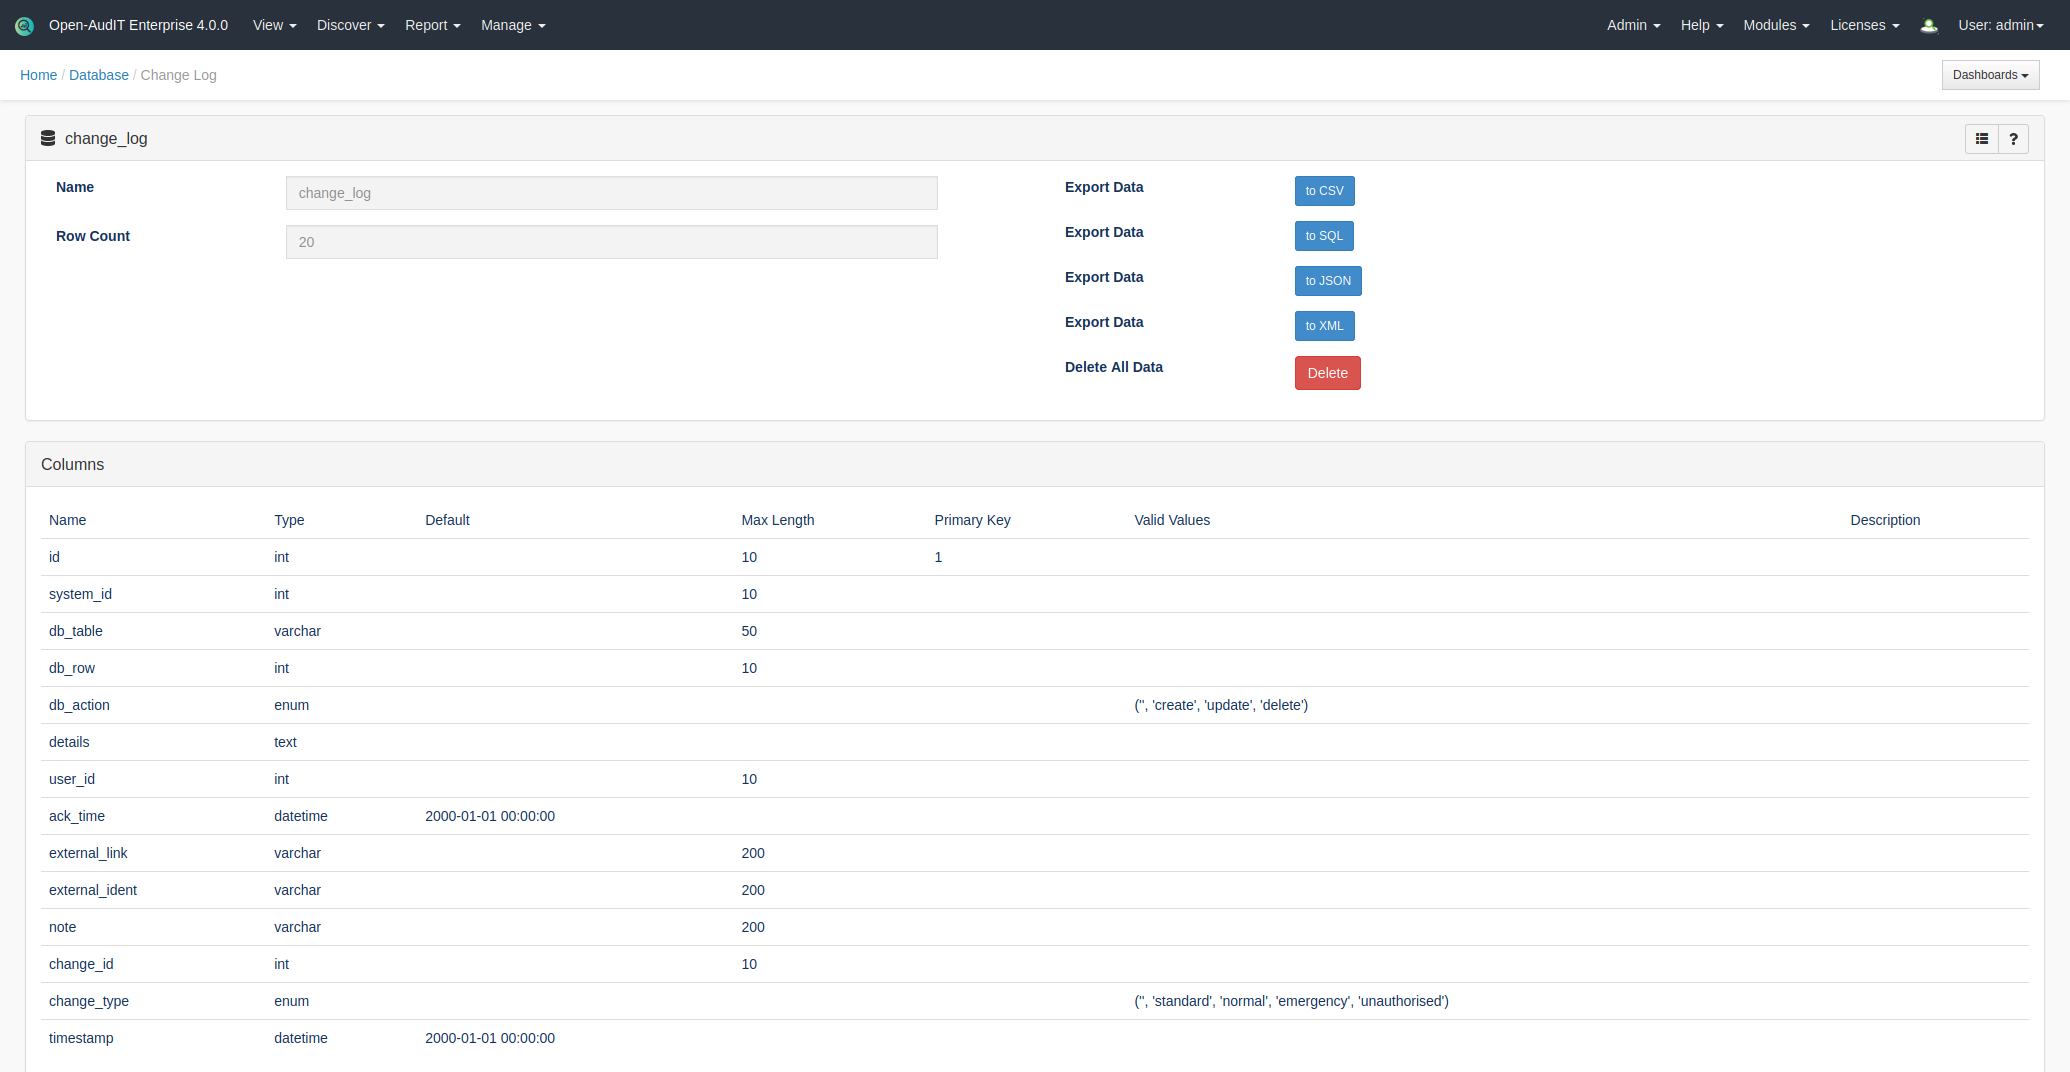 Open-AudIT Enterprise 4.0.0 View Discover Report Manage Admin Help Modules Licenses User: admin
Home / Database / Change Log Dashboards
change_log ?
Name change_log Export Data to CSV
Row Count 20 Export Data to SQL
Export Data to JSON
Export Data to XML
Delete All Data Delete
Columns
Name Type Default Max Length Primary Key Valid Values Description
id int 10 1
system_id int 10
db_table varchar 50
db_row int 10
db_action enum ('', 'create', 'update', 'delete')
details text
user_id int 10
ack_time datetime 2000-01-01 00:00:00
external_link varchar 200
external_ident varchar 200
note varchar 200
change_id int 10
change_type enum ('', 'standard', 'normal', 'emergency', 'unauthorised')
timestamp datetime 2000-01-01 00:00:00